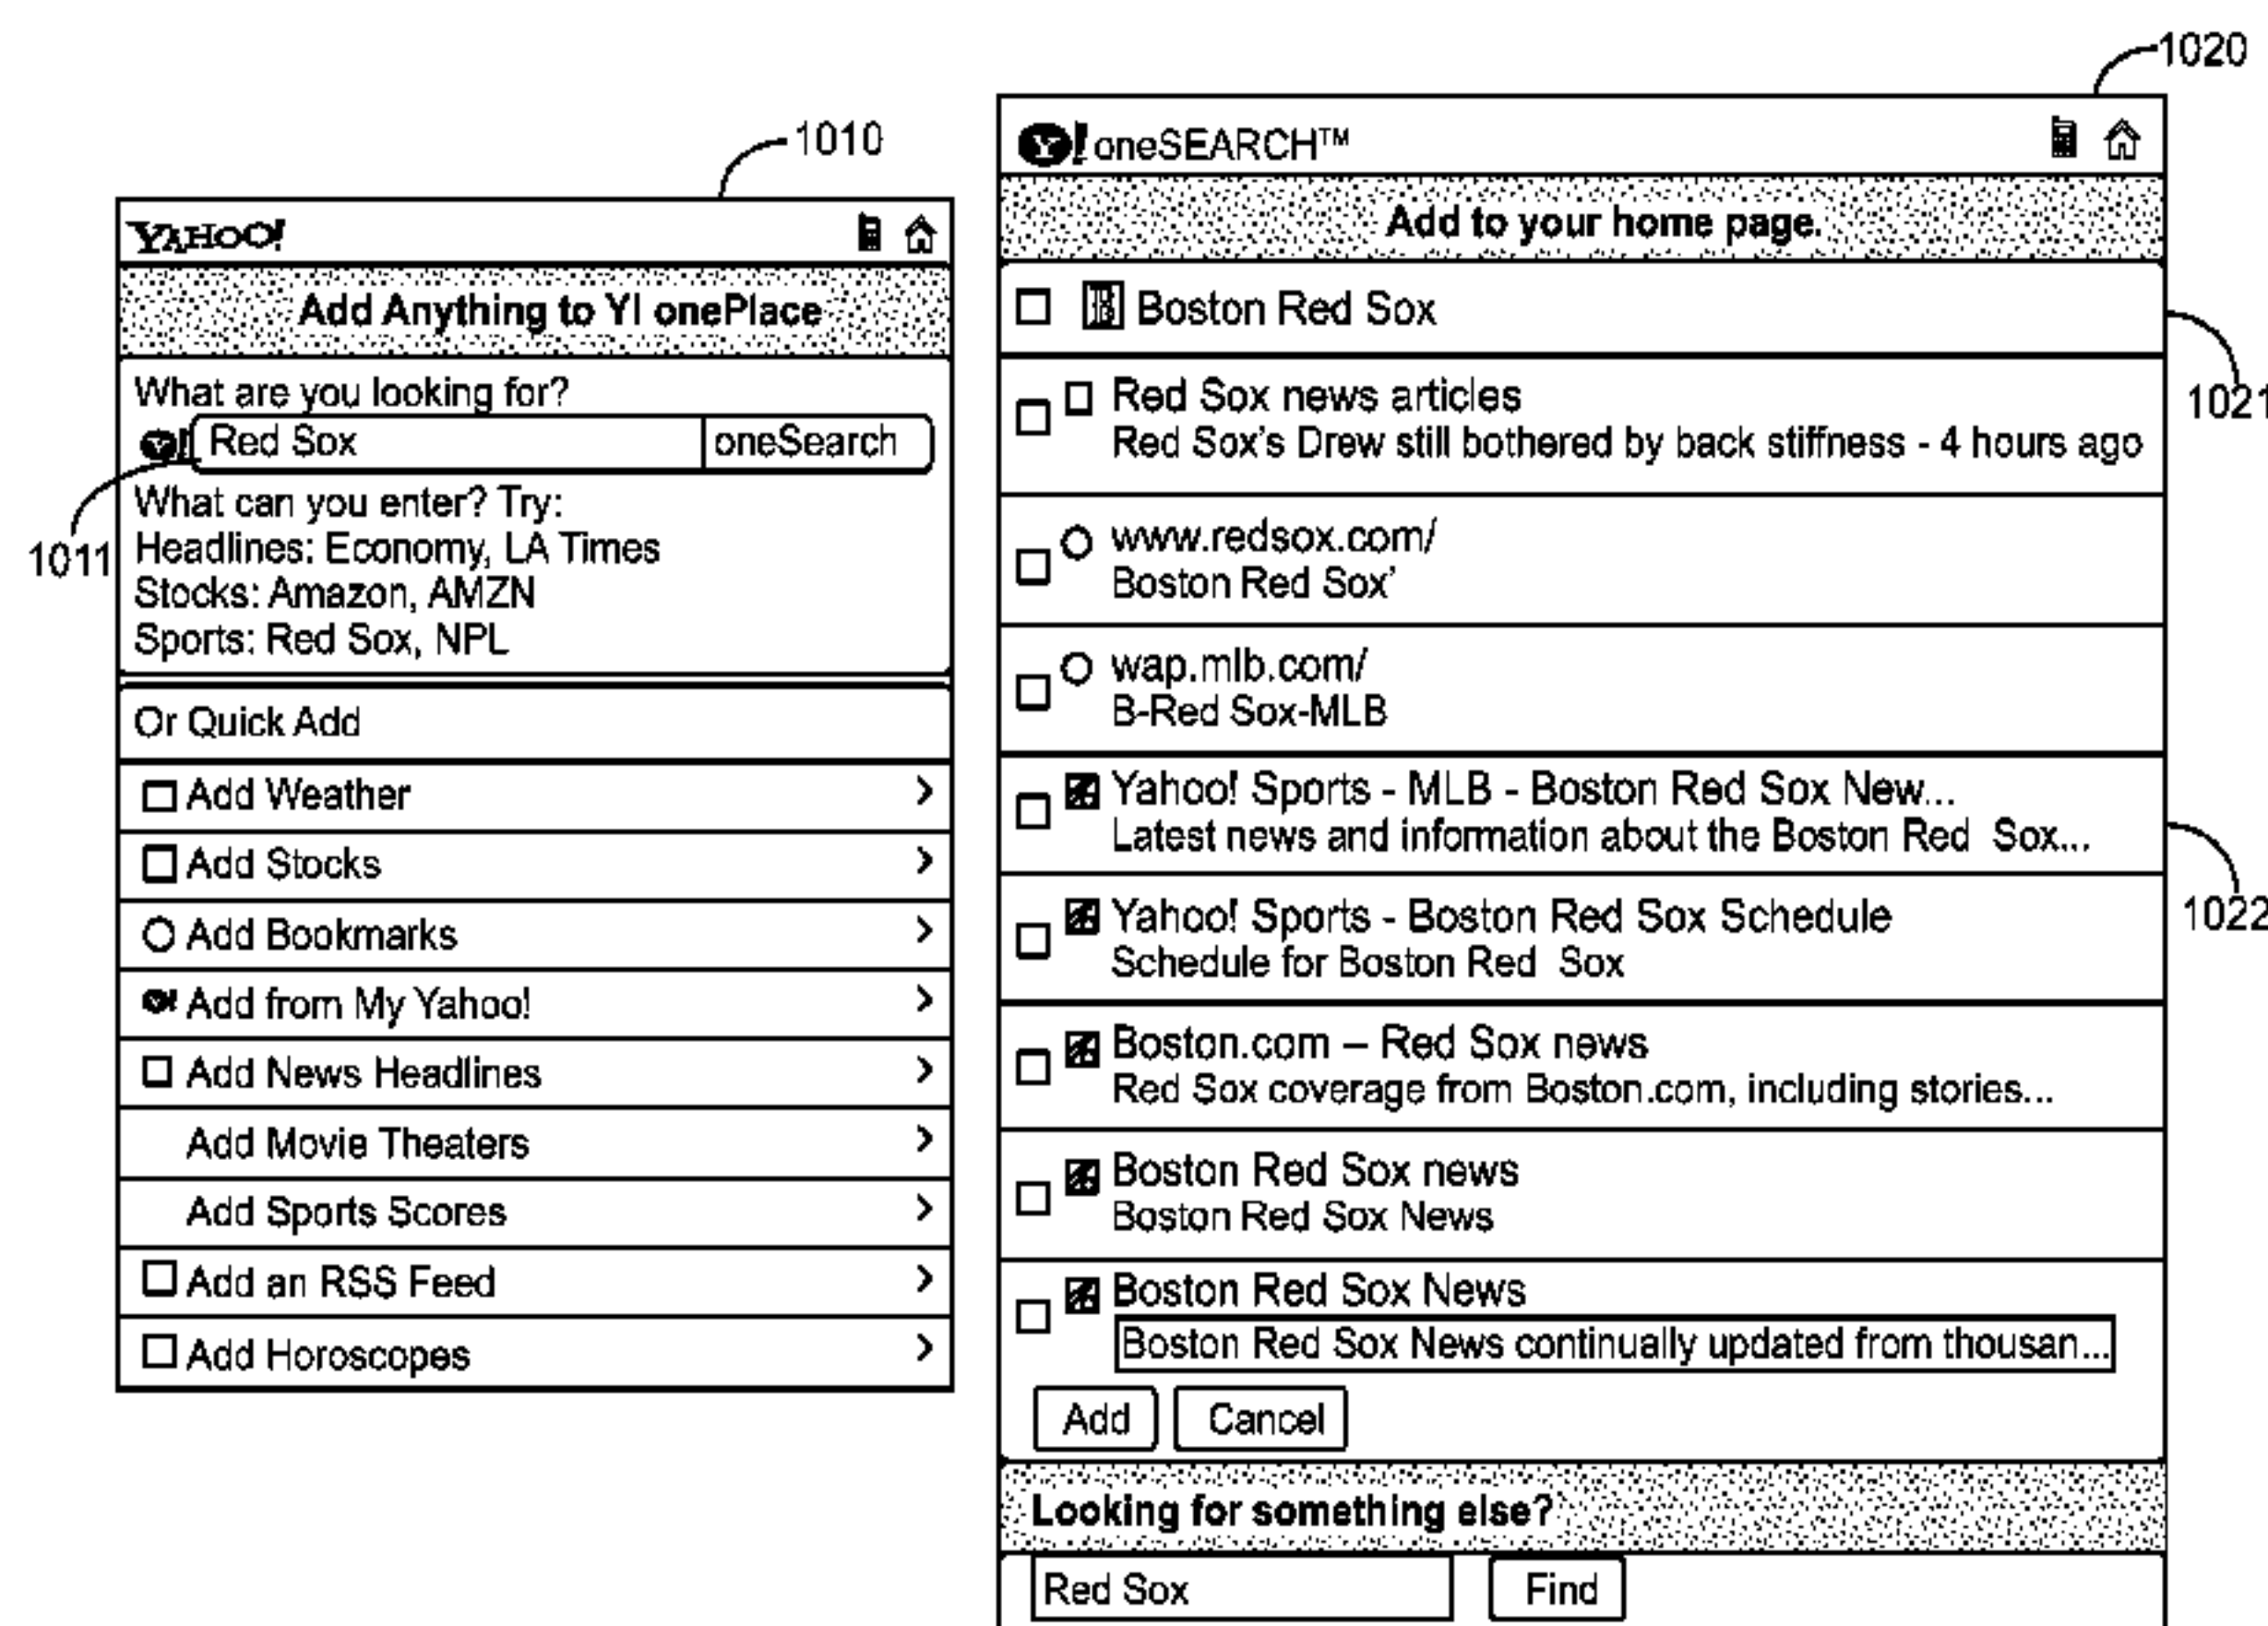 1010
YAHOO!
Add Anything to Y! onePlace
What are you looking for?
Y! Red Sox oneSearch
1011
What can you enter? Try:
Headlines: Economy, LA Times
Stocks: Amazon, AMZN
Sports: Red Sox, NPL
Or Quick Add
Add Weather >
Add Stocks >
Add Bookmarks >
Y! Add from My Yahoo! >
Add News Headlines >
Add Movie Theaters >
Add Sports Scores >
Add an RSS Feed >
Add Horoscopes >
1020
Y! oneSEARCH™
Add to your home page.
B Boston Red Sox
1021
Red Sox news articles
Red Sox's Drew still bothered by back stiffness - 4 hours ago
www.redsox.com/
Boston Red Sox'
wap.mlb.com/
B-Red Sox-MLB
Yahoo! Sports - MLB - Boston Red Sox New...
Latest news and information about the Boston Red Sox...
1022
Yahoo! Sports - Boston Red Sox Schedule
Schedule for Boston Red Sox
Boston.com – Red Sox news
Red Sox coverage from Boston.com, including stories...
Boston Red Sox news
Boston Red Sox News
Boston Red Sox News
Boston Red Sox News continually updated from thousan...
Add Cancel
Looking for something else?
Red Sox Find